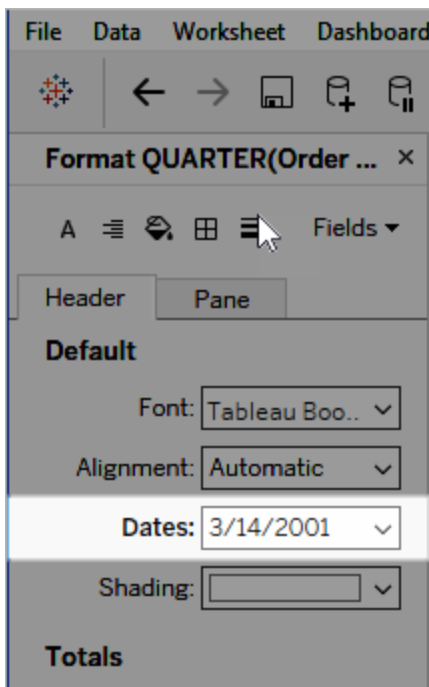 File Data Worksheet Dashboard
Format QUARTER(Order ... ×
A Fields
Header Pane
Default
Font: Tableau Boo..
Alignment: Automatic
Dates: 3/14/2001
Shading:
Totals